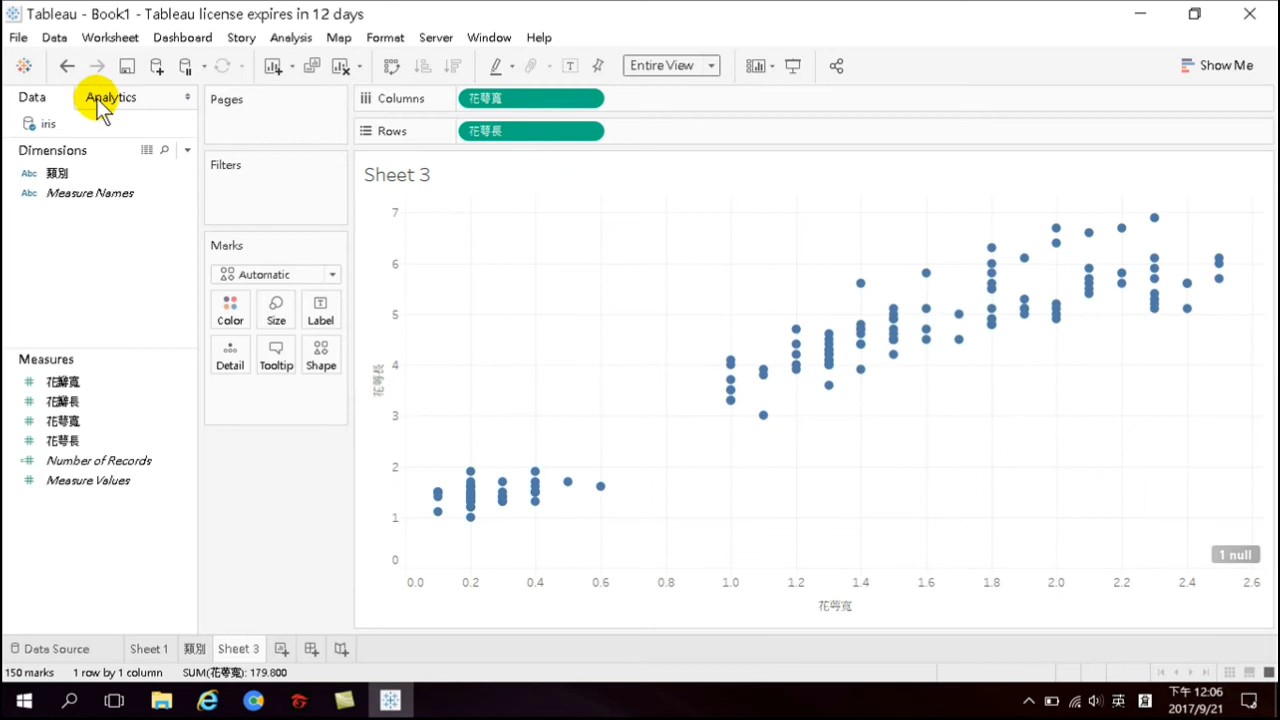 Tableau - Book1 - Tableau license expires in 12 days
File Data Worksheet Dashboard Story Analysis Map Format Server Window Help
Entire View
Show Me
Data Analytics
iris
Dimensions
Abc 類別
Abc Measure Names
Measures
花瓣寬
花瓣長
花萼寬
花萼長
Number of Records
Measure Values
Pages
Filters
Marks
Automatic
Color Size Label
Detail Tooltip Shape
Columns 花萼寬
Rows 花萼長
Sheet 3
7
6
5
4
3
2
1
0
花萼長
0.0 0.2 0.4 0.6 0.8 1.0 1.2 1.4 1.6 1.8 2.0 2.2 2.4 2.6
花萼寬
1 null
Data Source Sheet 1 類別 Sheet 3
150 marks 1 row by 1 column SUM(花萼寬): 179.800
英
下午 12:06
2017/9/21